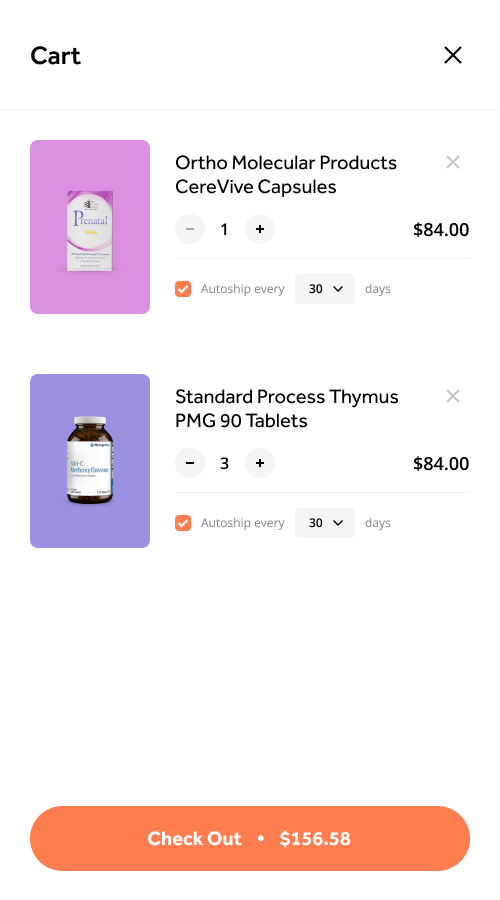 Cart
Ortho Molecular Products
CereVive Capsules
1
$84.00
Autoship every 30 days
Prenatal
Standard Process Thymus
PMG 90 Tablets
3
$84.00
Autoship every 30 days
Methoxyflavone
Check Out • $156.58